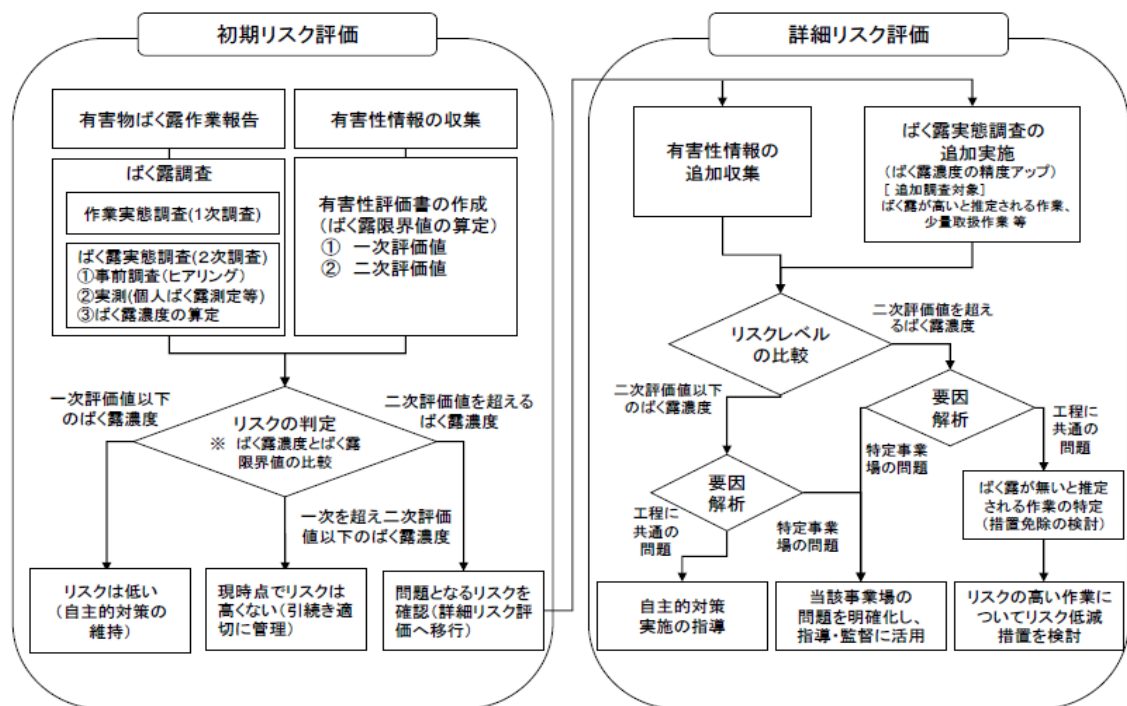 初期リスク評価
有害物ばく露作業報告
有害性情報の収集
ばく露調査
作業実態調査(1次調査)
ばく露実態調査(2次調査)
①事前調査(ヒアリング)
②実測(個人ばく露測定等)
③ばく露濃度の算定
有害性評価書の作成
(ばく露限界値の算定)
① 一次評価値
② 二次評価値
一次評価値以下
のばく露濃度
二次評価値を超える
ばく露濃度
リスクの判定
※ ばく露濃度とばく露
限界値の比較
一次を超え二次評価
値以下のばく露濃度
リスクは低い
(自主的対策の
維持)
現時点でリスクは
高くない(引続き適
切に管理)
問題となるリスクを
確認(詳細リスク評
価へ移行)
詳細リスク評価
有害性情報の
追加収集
ばく露実態調査の
追加実施
(ばく露濃度の精度アップ)
[ 追加調査対象]
ばく露が高いと推定される作業、
少量取扱作業 等
リスクレベル
の比較
二次評価値を超え
るばく露濃度
二次評価値以下
のばく露濃度
要因
解析
工程に
共通の
問題
特定事業
場の問題
ばく露が無いと推定
される作業の特定
(措置免除の検討)
要因
解析
工程に
共通の
問題
特定事業
場の問題
自主的対策
実施の指導
当該事業場の
問題を明確化し、
指導・監督に活用
リスクの高い作業に
ついてリスク低減
措置を検討